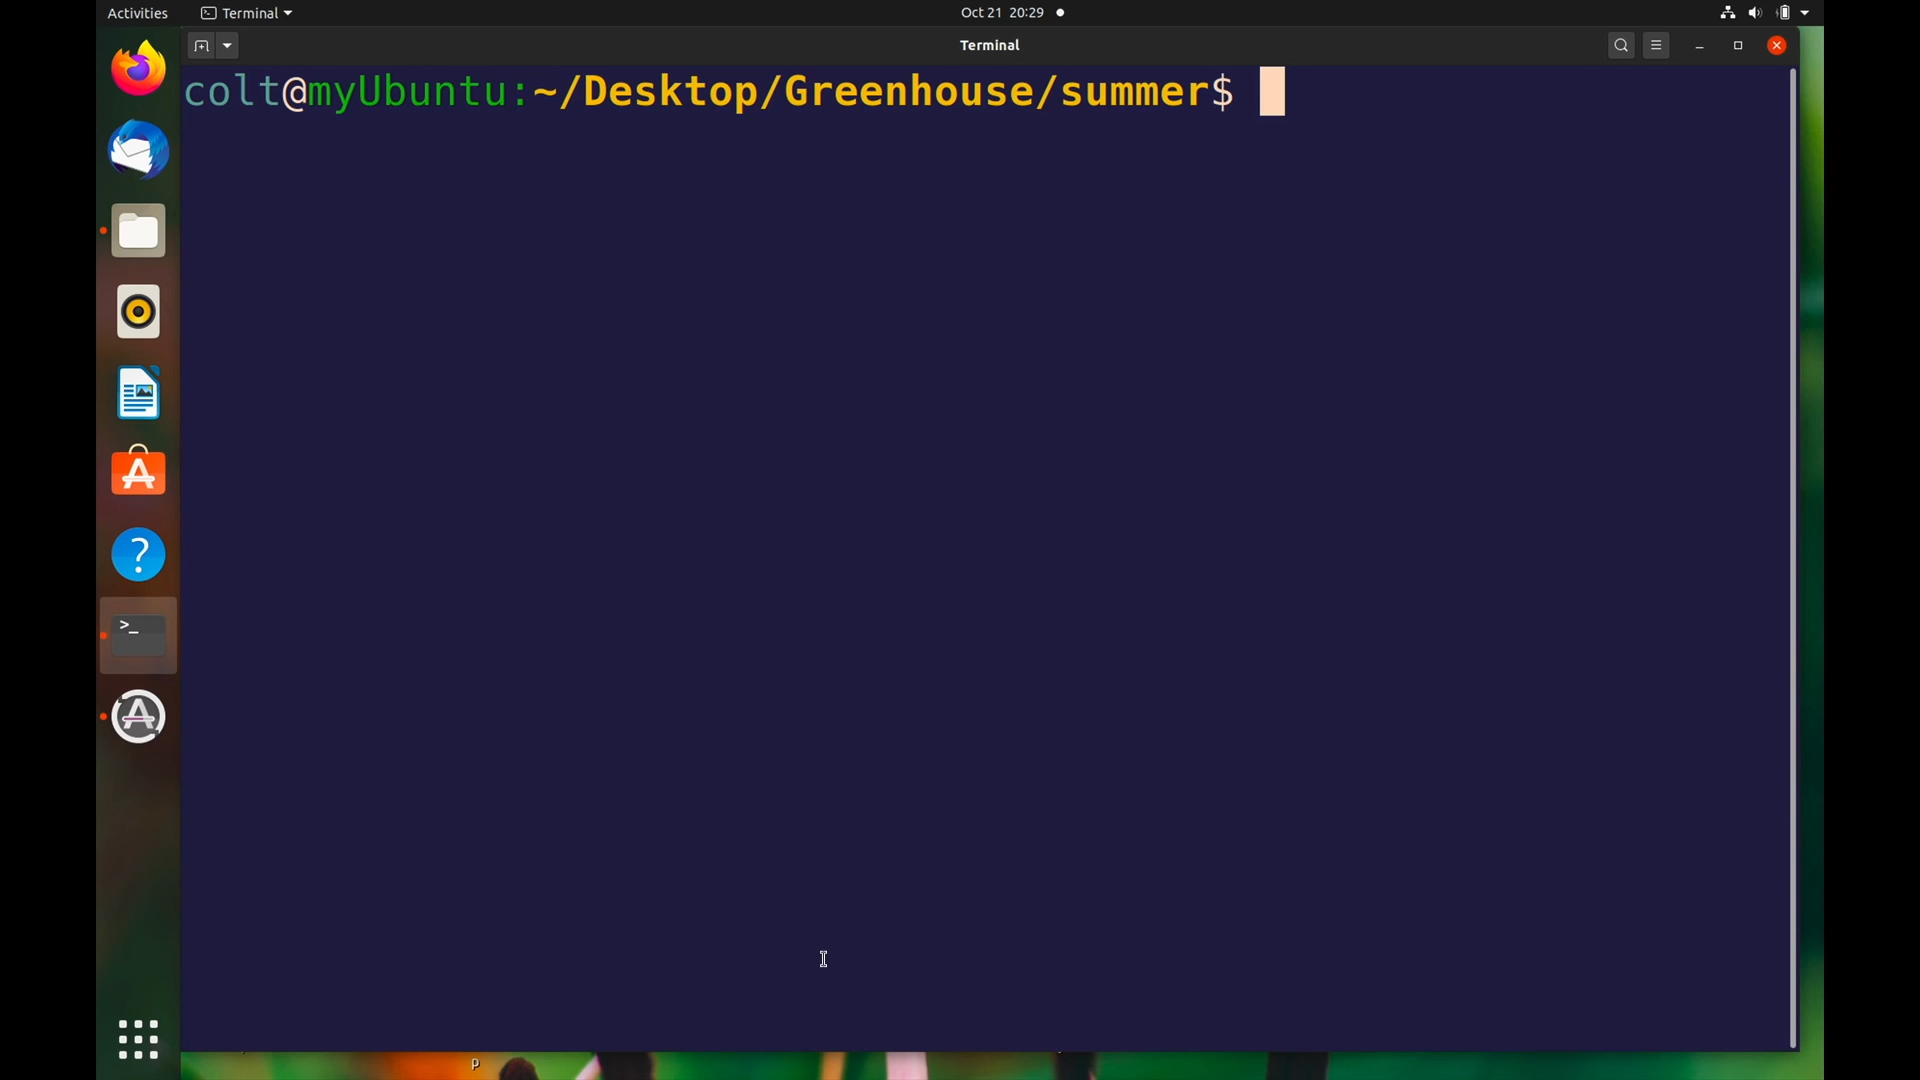 Activities Terminal Oct 21 20:29
Terminal
colt@myUbuntu:~/Desktop/Greenhouse/summer$
>_
p